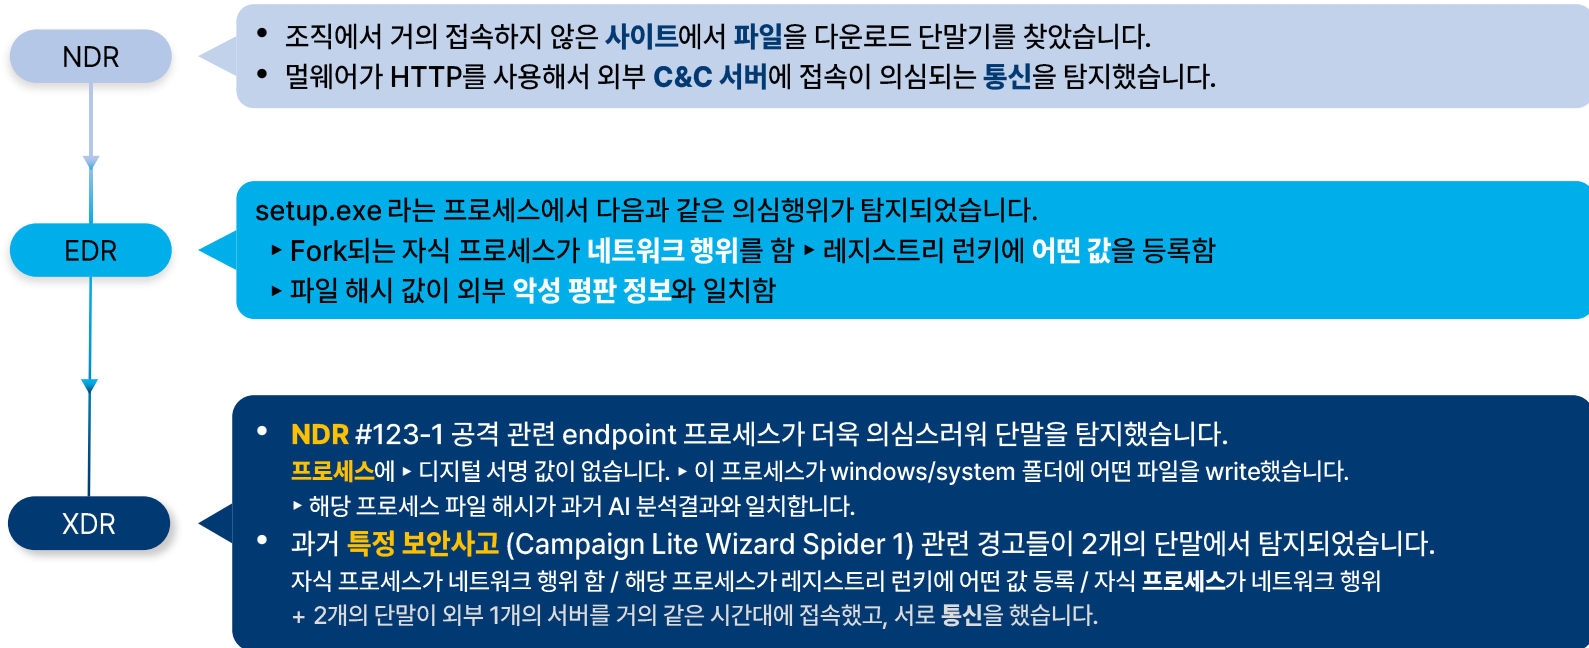 NDR
• 조직에서 거의 접속하지 않은 사이트에서 파일을 다운로드 단말기를 찾았습니다.
• 멀웨어가 HTTP를 사용해서 외부 C&C 서버에 접속이 의심되는 통신을 탐지했습니다.
EDR
setup.exe 라는 프로세스에서 다음과 같은 의심행위가 탐지되었습니다.
▸ Fork되는 자식 프로세스가 네트워크 행위를 함 ▸ 레지스트리 런키에 어떤 값을 등록함
▸ 파일 해시 값이 외부 악성 평판 정보와 일치함
XDR
• NDR #123-1 공격 관련 endpoint 프로세스가 더욱 의심스러워 단말을 탐지했습니다.
프로세스에 ▸ 디지털 서명 값이 없습니다. ▸ 이 프로세스가 windows/system 폴더에 어떤 파일을 write했습니다.
▸ 해당 프로세스 파일 해시가 과거 AI 분석결과와 일치합니다.
• 과거 특정 보안사고 (Campaign Lite Wizard Spider 1) 관련 경고들이 2개의 단말에서 탐지되었습니다.
자식 프로세스가 네트워크 행위 함 / 해당 프로세스가 레지스트리 런키에 어떤 값 등록 / 자식 프로세스가 네트워크 행위
+ 2개의 단말이 외부 1개의 서버를 거의 같은 시간대에 접속했고, 서로 통신을 했습니다.